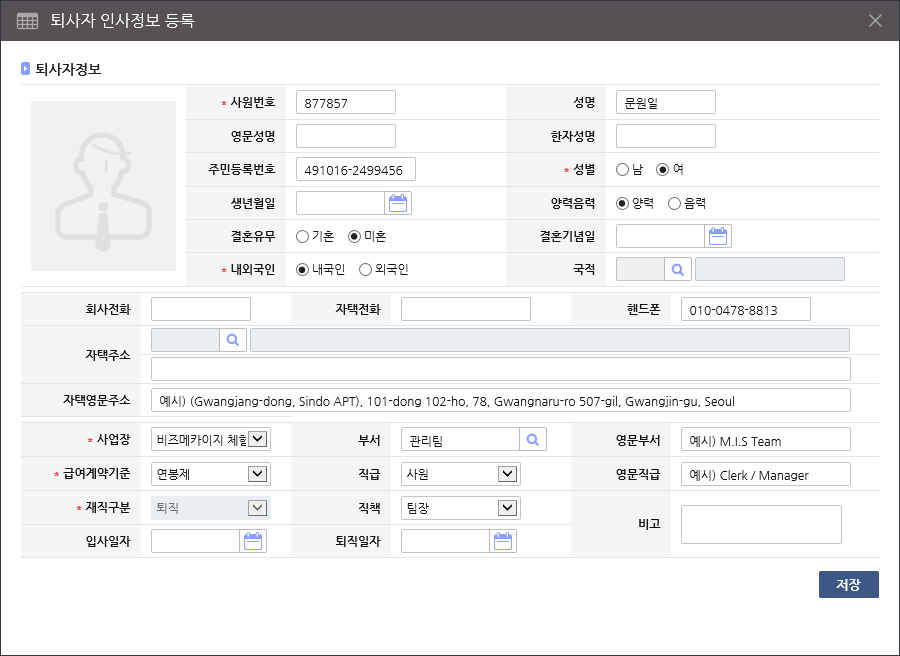 퇴사자 인사정보 등록
퇴사자정보
* 사원번호 877857 성명 문원일
영문성명 한자성명
주민등록번호 491016-2499456 * 성별 남 여
생년월일 양력음력 양력 음력
결혼유무 기혼 미혼 결혼기념일
* 내외국인 내국인 외국인 국적
회사전화 자택전화 핸드폰 010-0478-8813
자택주소
자택영문주소 예시) (Gwangjang-dong, Sindo APT), 101-dong 102-ho, 78, Gwangnaru-ro 507-gil, Gwangjin-gu, Seoul
* 사업장 비즈메카이지 체험 부서 관리팀 영문부서 예시) M.I.S Team
* 급여계약기준 연봉제 직급 사원 영문직급 예시) Clerk / Manager
* 재직구분 퇴직 직책 팀장 비고
입사일자 퇴직일자
저장